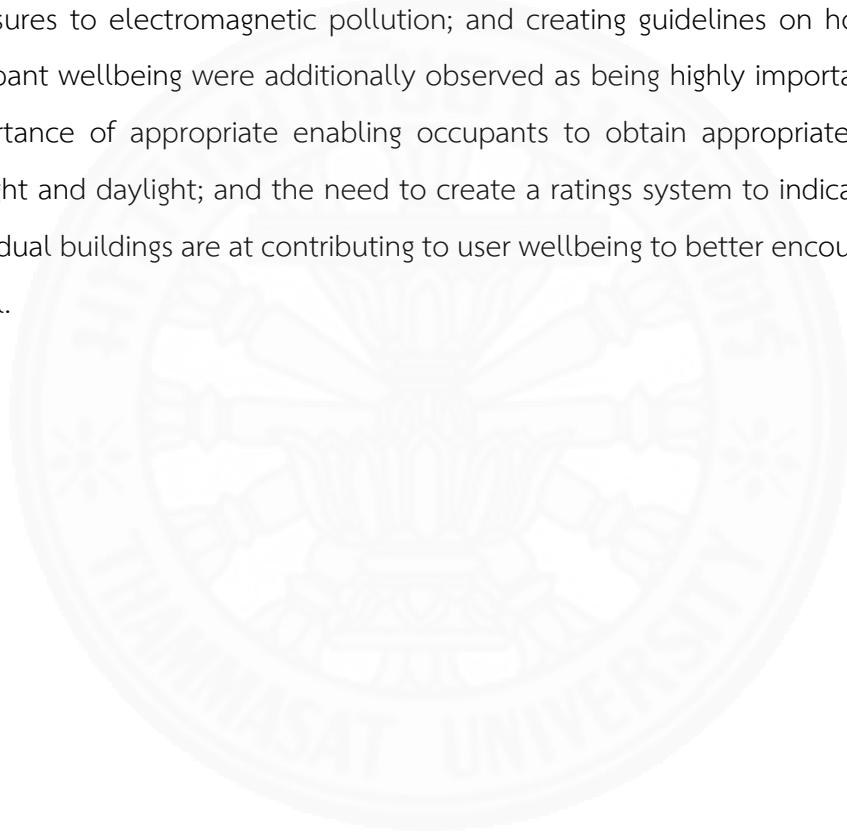 sures to electromagnetic pollution; and creating guidelines on ho
pant wellbeing were additionally observed as being highly importa
rtance of appropriate enabling occupants to obtain appropriate
ht and daylight; and the need to create a ratings system to indica
dual buildings are at contributing to user wellbeing to better encou
.
THAMMASAT UNIVERSITY